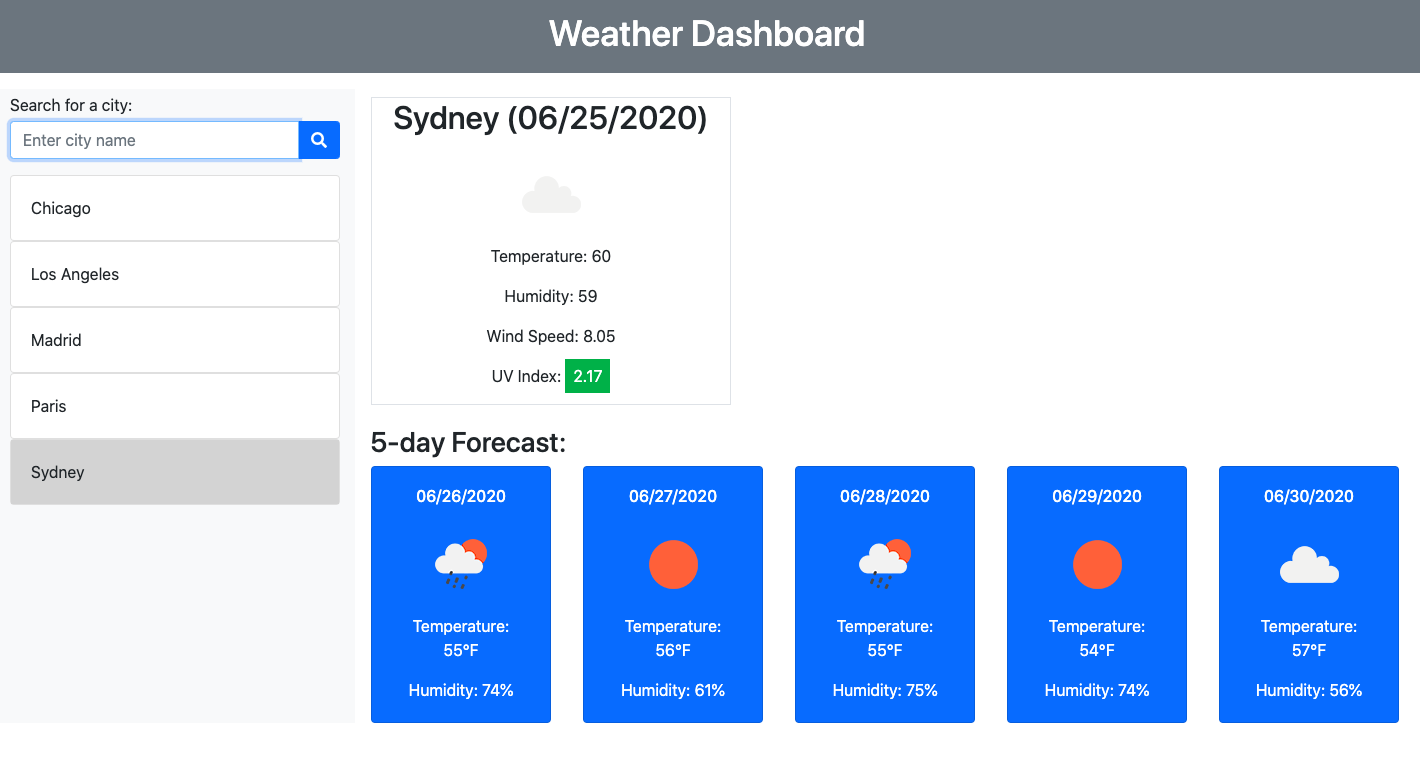 Weather Dashboard
Search for a city:
Enter city name
Chicago
Los Angeles
Madrid
Paris
Sydney
Sydney (06/25/2020)
Temperature: 60
Humidity: 59
Wind Speed: 8.05
UV Index: 2.17
5-day Forecast:
06/26/2020
Temperature:
55°F
Humidity: 74%
06/27/2020
Temperature:
56°F
Humidity: 61%
06/28/2020
Temperature:
55°F
Humidity: 75%
06/29/2020
Temperature:
54°F
Humidity: 74%
06/30/2020
Temperature:
57°F
Humidity: 56%